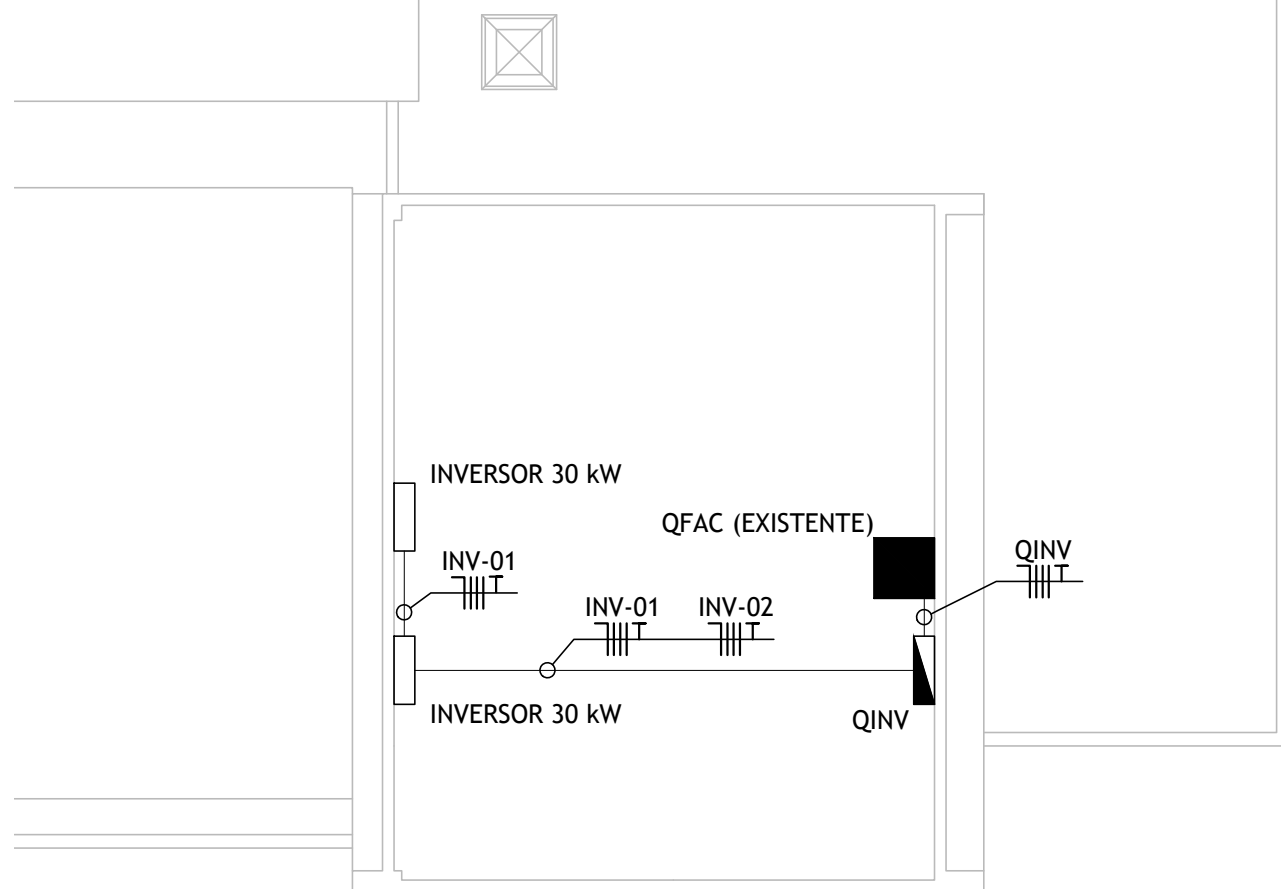 INVERSOR 30 kW
QFAC (EXISTENTE)
INV-01
QINV
INV-01
INV-02
INVERSOR 30 kW
QINV